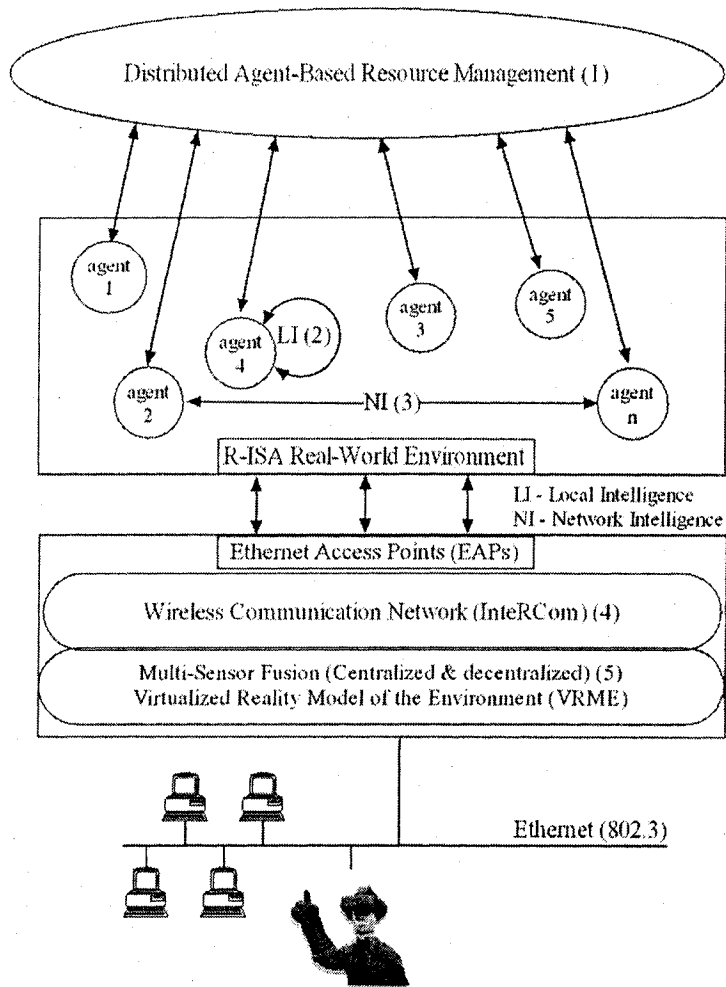 Distributed Agent-Based Resource Management (1)
agent
1
agent
2
agent
4
LI (2)
agent
3
agent
5
agent
n
NI (3)
R-ISA Real-World Environment
LI - Local Intelligence
NI - Network Intelligence
Ethernet Access Points (EAPs)
Wireless Communication Network (InteRCom) (4)
Multi-Sensor Fusion (Centralized & decentralized) (5)
Virtualized Reality Model of the Environment (VRME)
Ethernet (802.3)